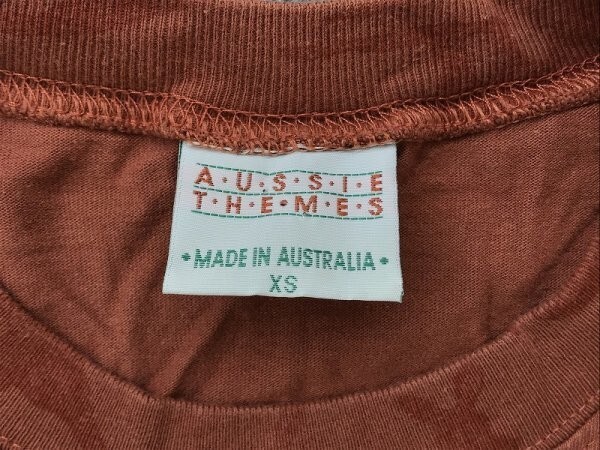 A·U·S·S·I·E
T·H·E·M·E·S
•MADE IN AUSTRALIA•
XS